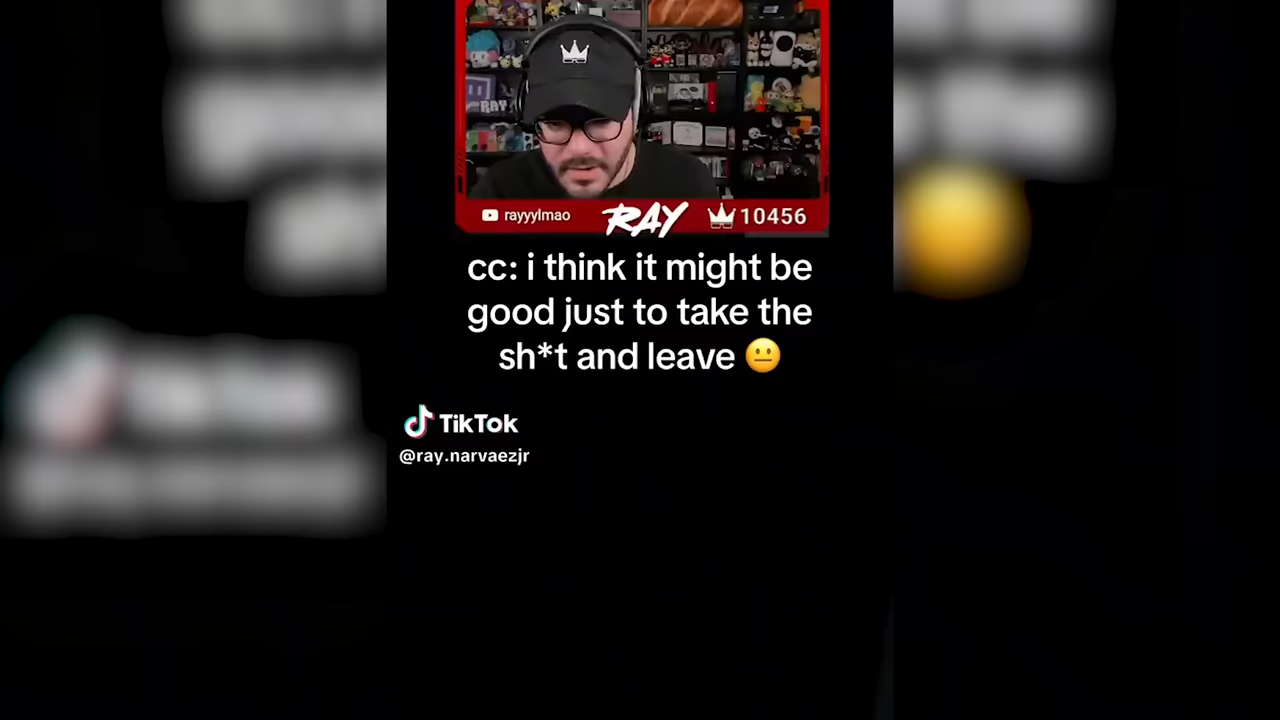 RAY
rayyylmao RAY 10456
cc: i think it might be
good just to take the
sh*t and leave 😐
TikTok
@ray.narvaezjr